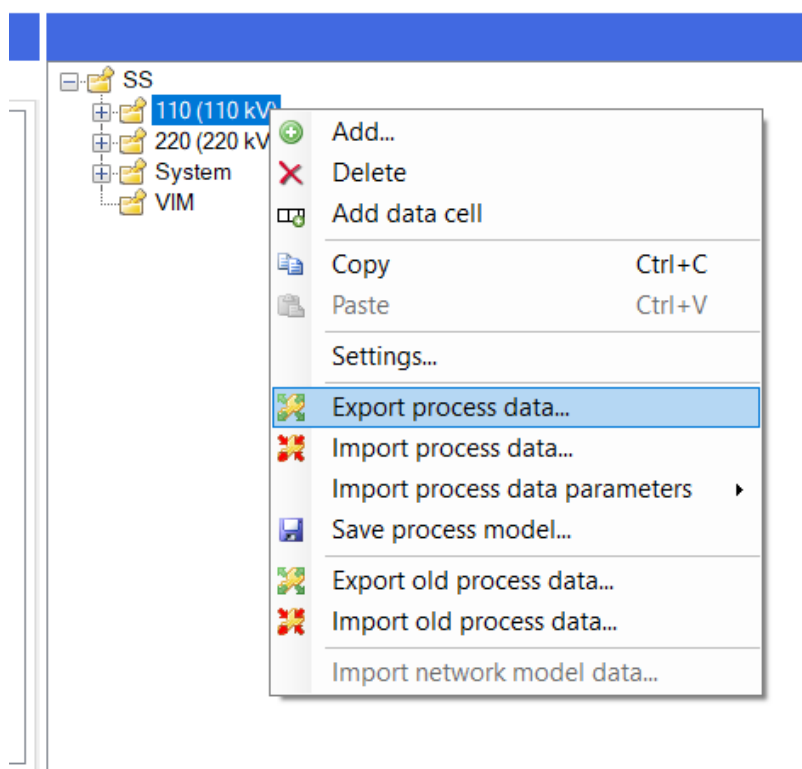 SS
110 (110 kV)
220 (220 kV
System
VIM
Add...
Delete
Add data cell
Copy Ctrl+C
Paste Ctrl+V
Settings...
Export process data...
Import process data...
Import process data parameters
Save process model...
Export old process data...
Import old process data...
Import network model data...